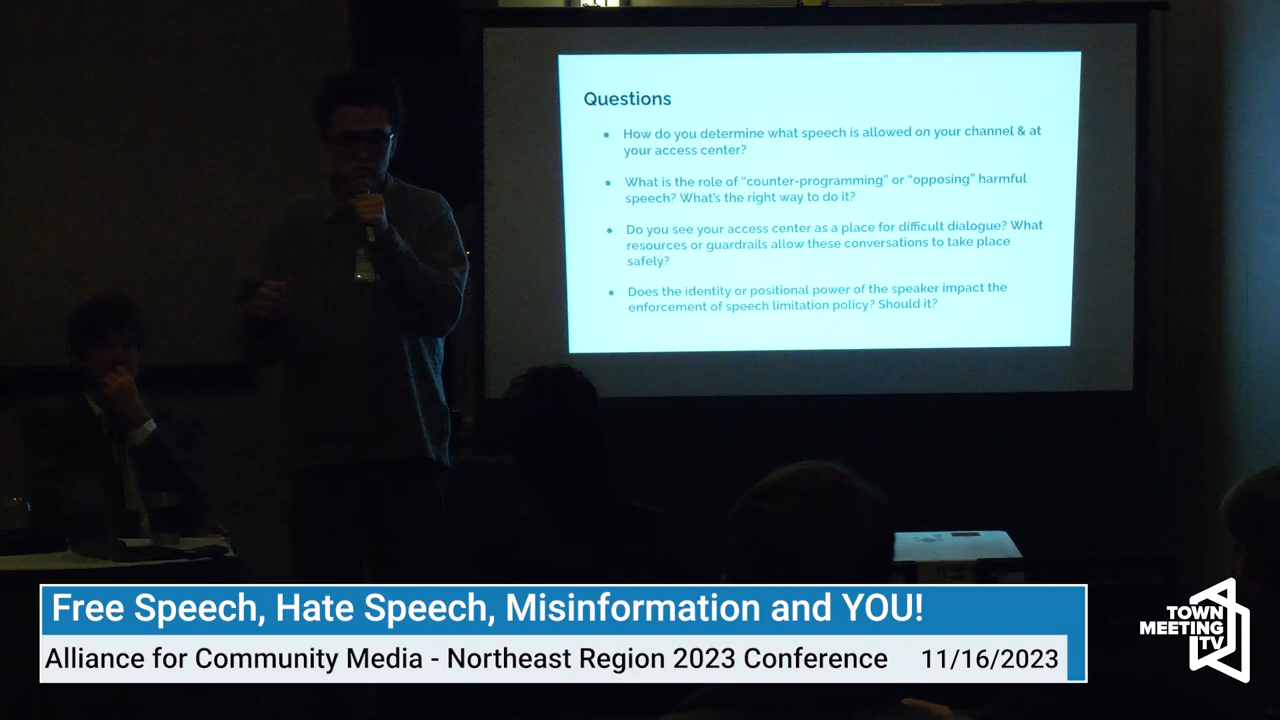 Questions
• How do you determine what speech is allowed on your channel & at
your access center?
• What is the role of “counter-programming” or “opposing” harmful
speech? What's the right way to do it?
• Do you see your access center as a place for difficult dialogue? What
resources or guardrails allow these conversations to take place
safely?
• Does the identity or positional power of the speaker impact the
enforcement of speech limitation policy? Should it?
Free Speech, Hate Speech, Misinformation and YOU!
Alliance for Community Media - Northeast Region 2023 Conference 11/16/2023
TOWN
MEETING
TV